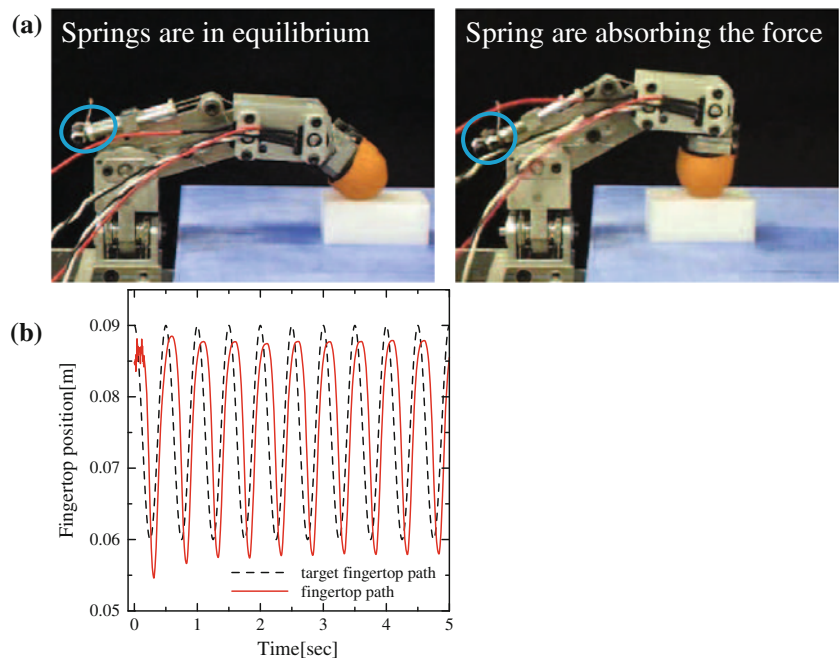 (a)
Springs are in equilibrium
Spring are absorbing the force
(b)
Fingertop position[m]
0.09
0.08
0.07
0.06
0.05
target fingertop path
fingertop path
0
1
2
3
4
5
Time[sec]